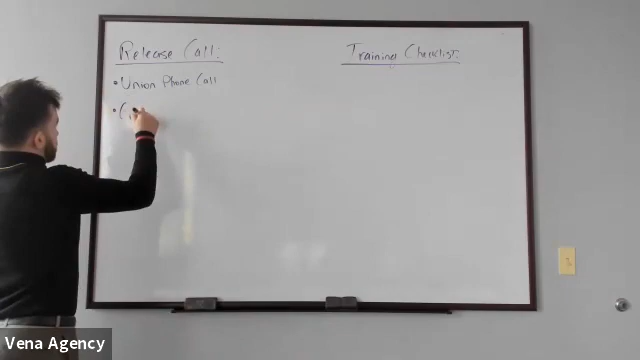 Release Call:
• Union Phone Call
• (
Training Checklist:
Vena Agency